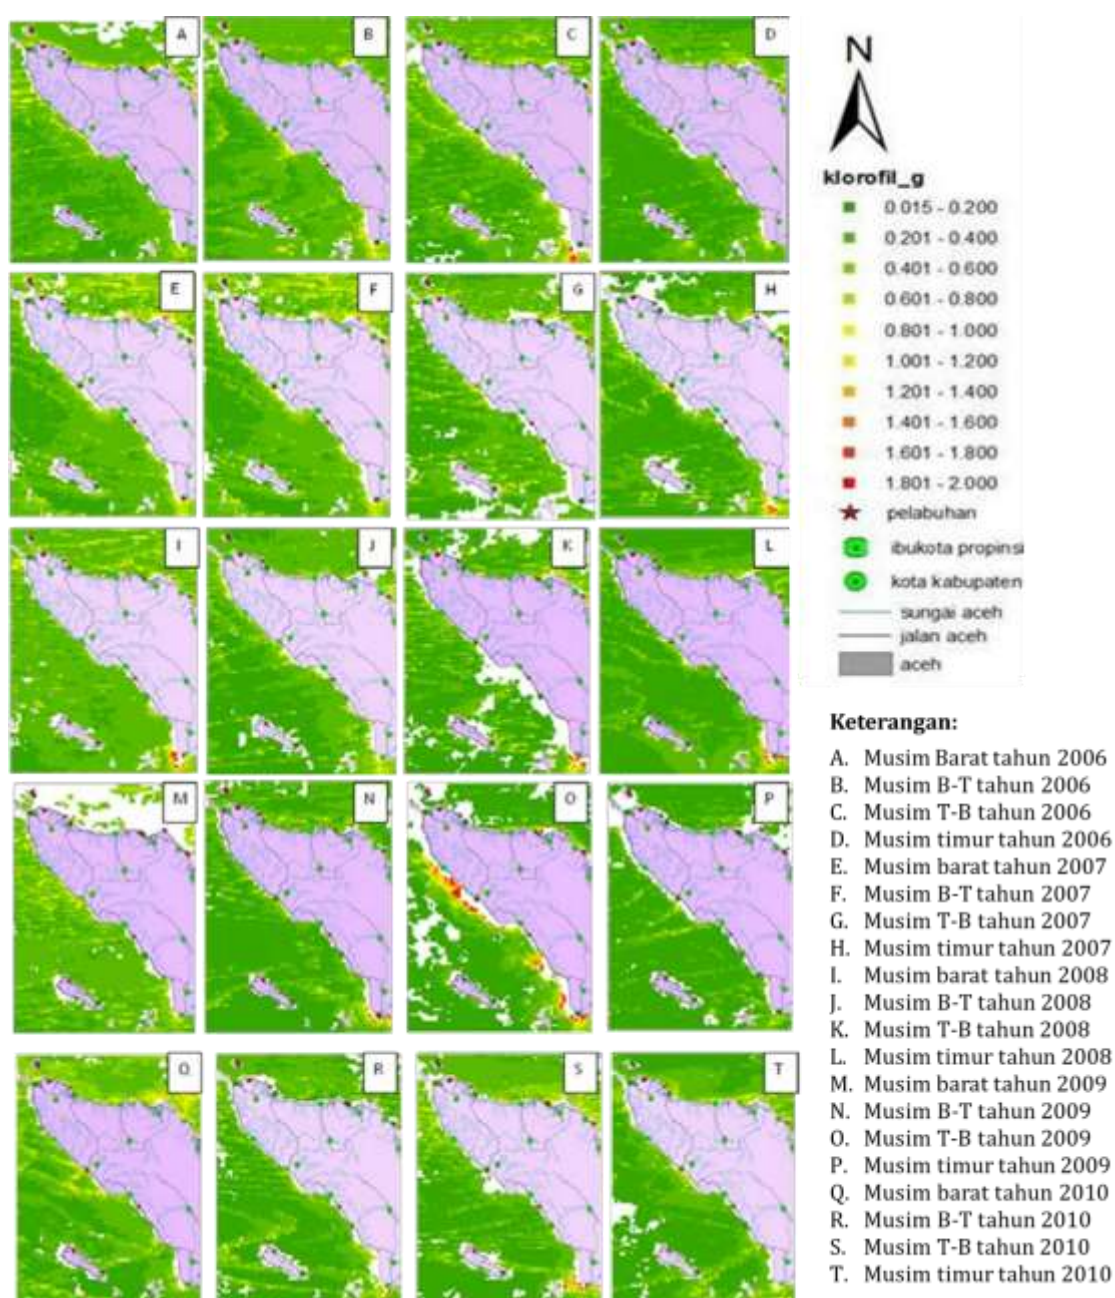 A
B
C
D
E
F
G
H
I
J
K
L
M
N
O
P
Q
R
S
T
N
klorofil_g
0.015 - 0.200
0.201 - 0.400
0.401 - 0.600
0.601 - 0.800
0.801 - 1.000
1.001 - 1.200
1.201 - 1.400
1.401 - 1.600
1.601 - 1.800
1.801 - 2.000
pelabuhan
ibukota propinsi
kota kabupaten
sungai aceh
jalan aceh
aceh
Keterangan:
A. Musim Barat tahun 2006
B. Musim B-T tahun 2006
C. Musim T-B tahun 2006
D. Musim timur tahun 2006
E. Musim barat tahun 2007
F. Musim B-T tahun 2007
G. Musim T-B tahun 2007
H. Musim timur tahun 2007
I. Musim barat tahun 2008
J. Musim B-T tahun 2008
K. Musim T-B tahun 2008
L. Musim timur tahun 2008
M. Musim barat tahun 2009
N. Musim B-T tahun 2009
O. Musim T-B tahun 2009
P. Musim timur tahun 2009
Q. Musim barat tahun 2010
R. Musim B-T tahun 2010
S. Musim T-B tahun 2010
T. Musim timur tahun 2010